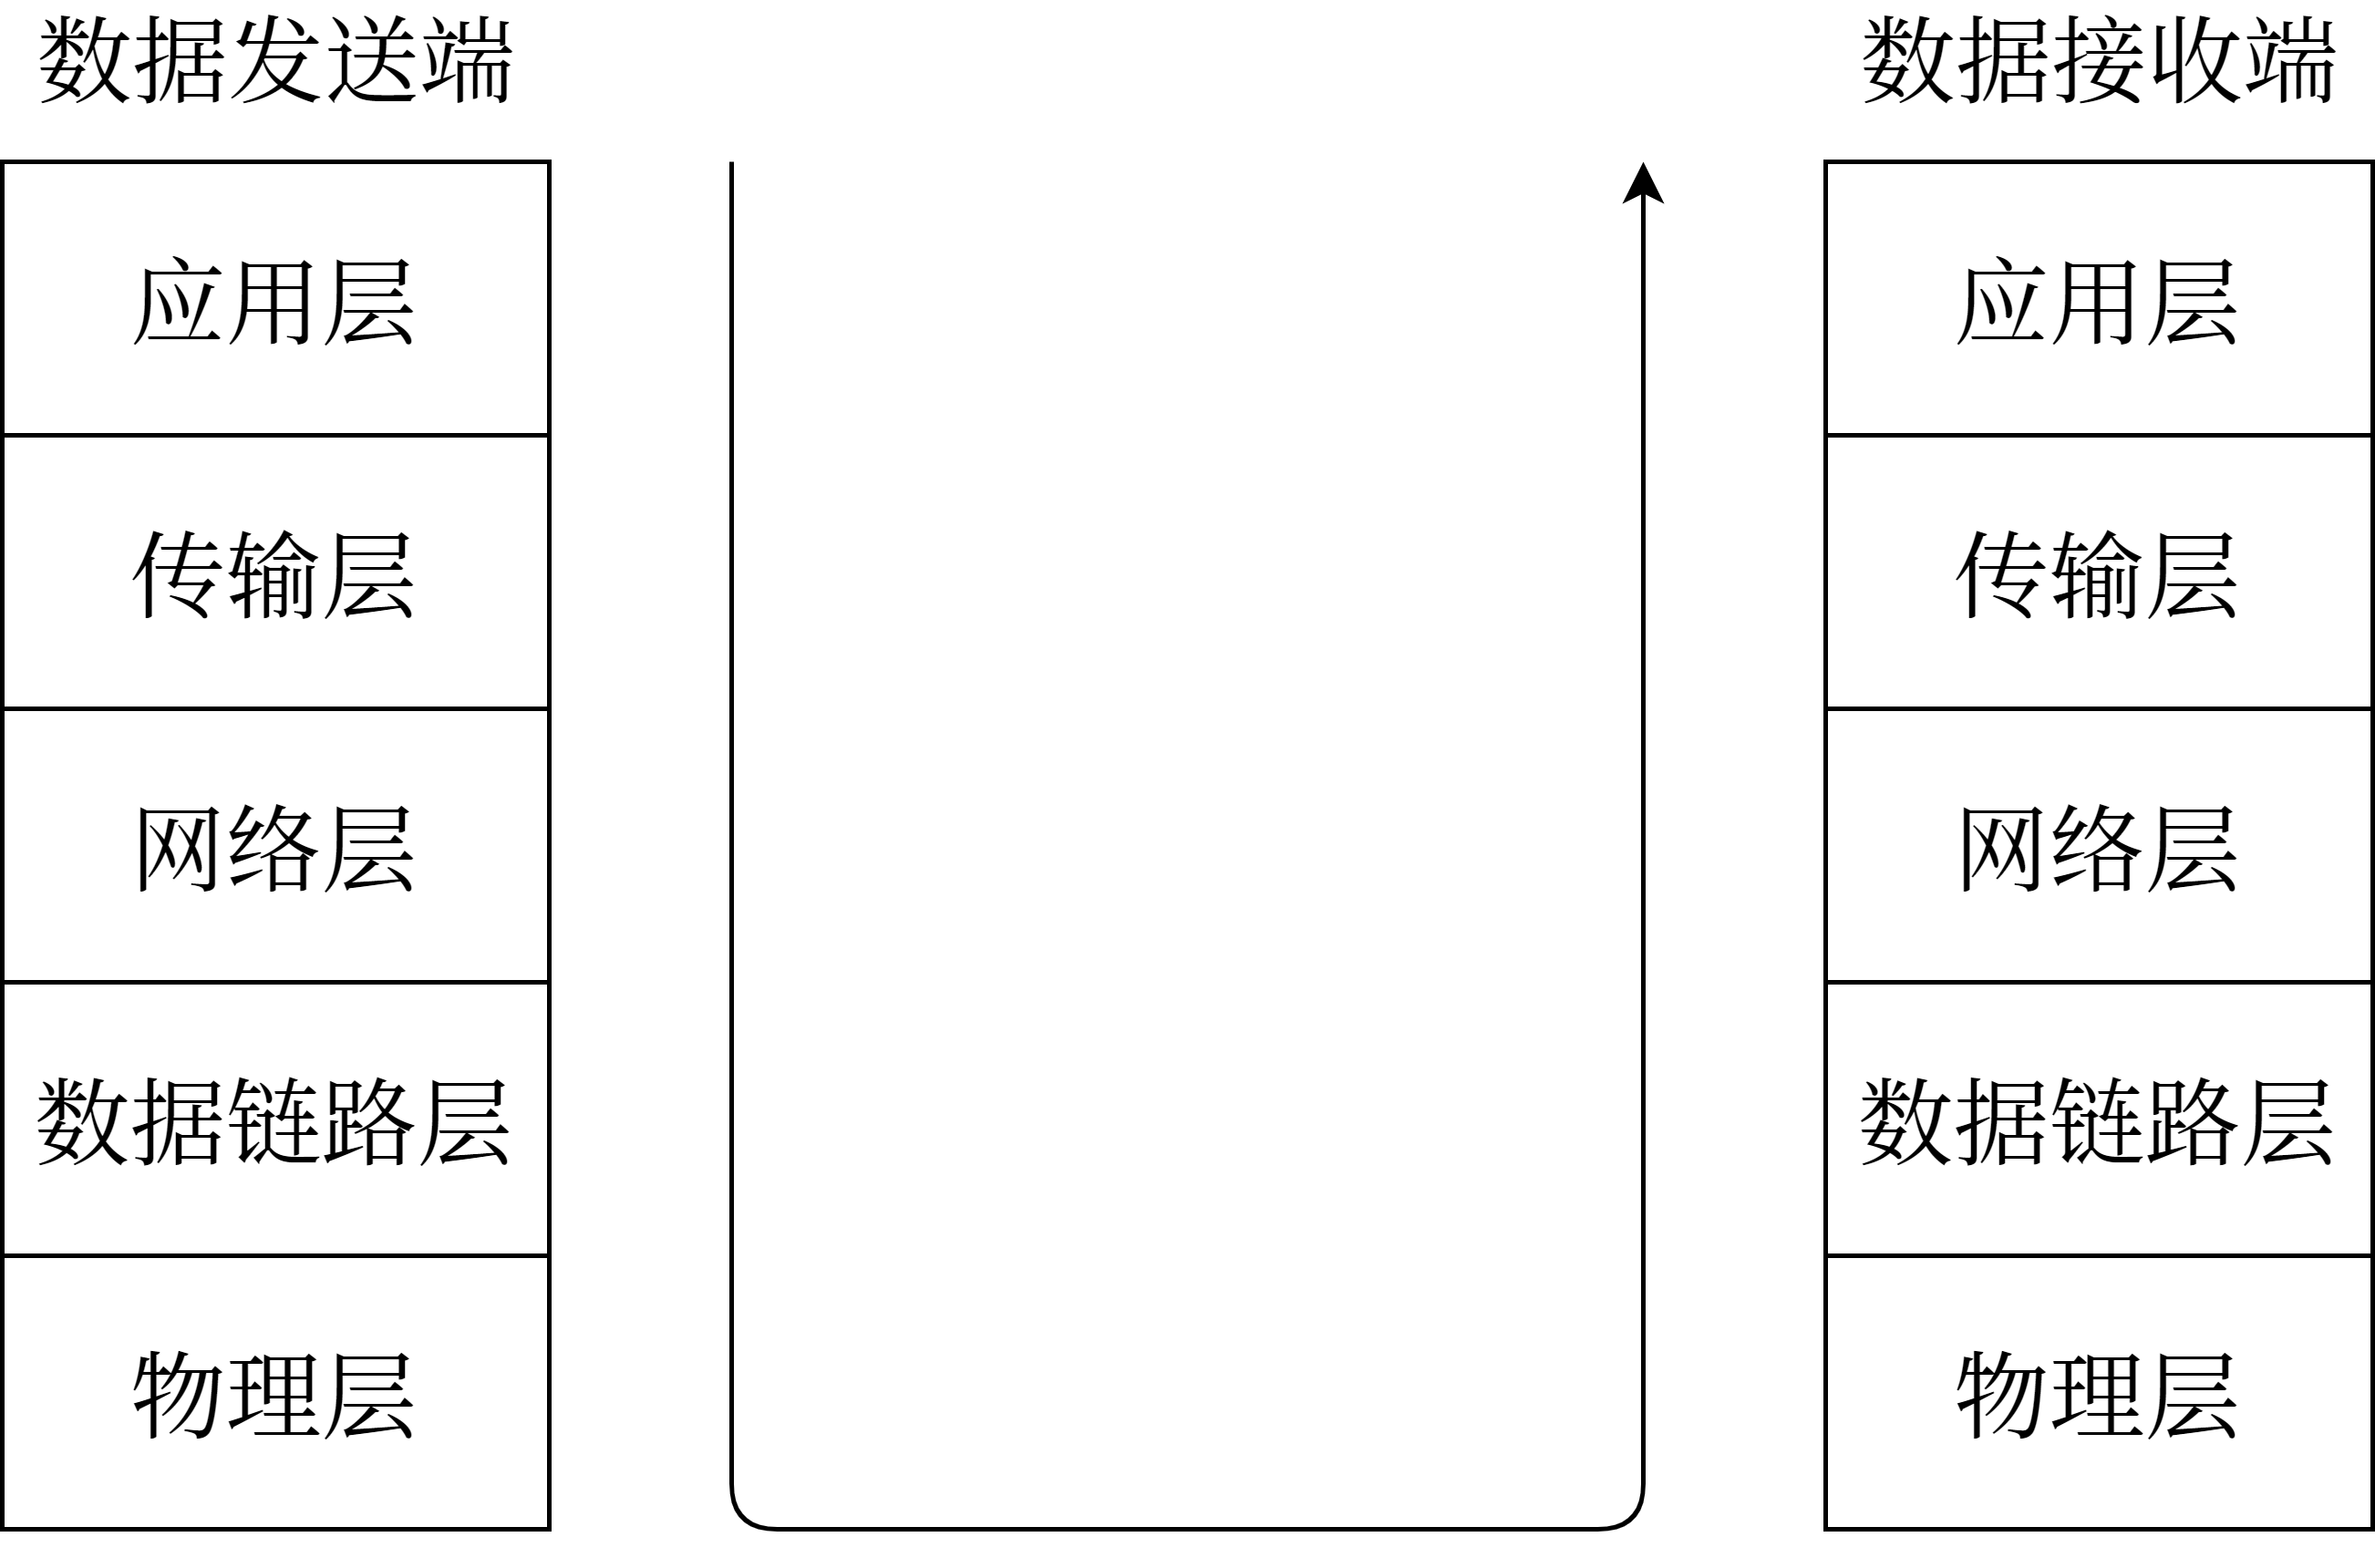 数据发送端
数据接收端
应用层
应用层
传输层
传输层
网络层
网络层
数据链路层
数据链路层
物理层
物理层